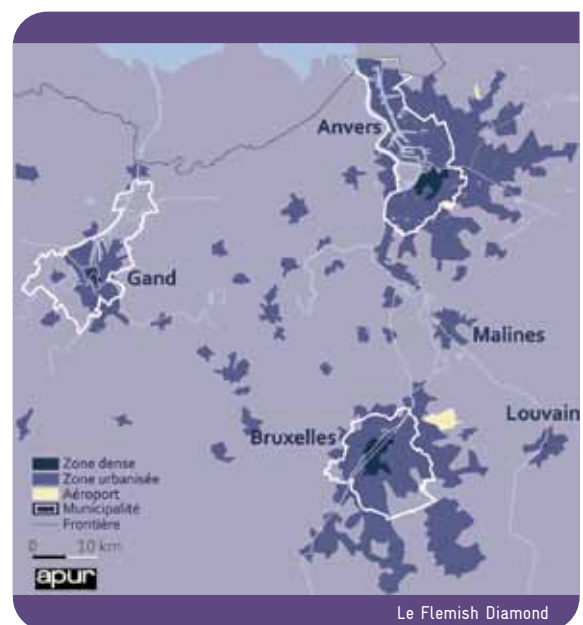 Anvers
Gand
Malines
Louvain
Bruxelles
Zone dense
Zone urbanisée
Aéroport
Municipalité
Frontière
0 10 km
apur
Le Flemish Diamond